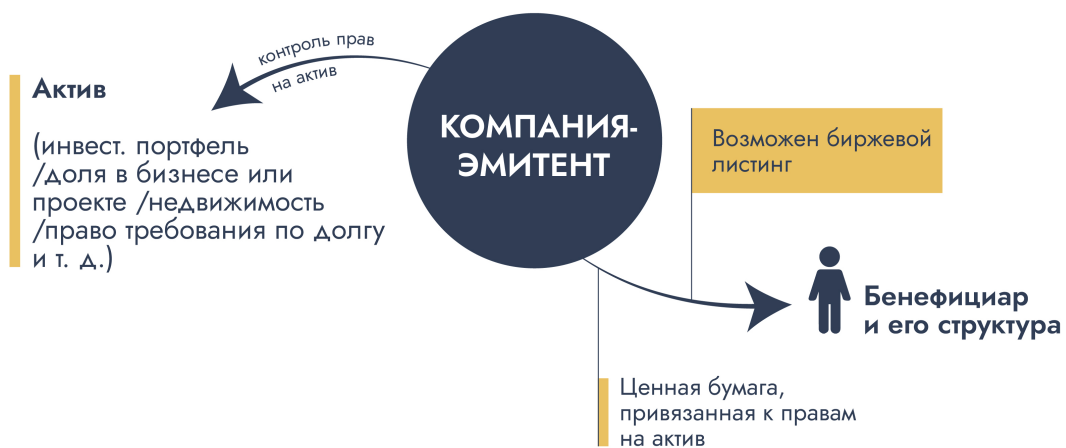 контроль прав
на актив
Актив
(инвест. портфель
/доля в бизнесе или
проекте /недвижимость
/право требования по долгу
и т. д.)
КОМПАНИЯ-
ЭМИТЕНТ
Возможен биржевой
листинг
Бенефициар
и его структура
Ценная бумага,
привязанная к правам
на актив